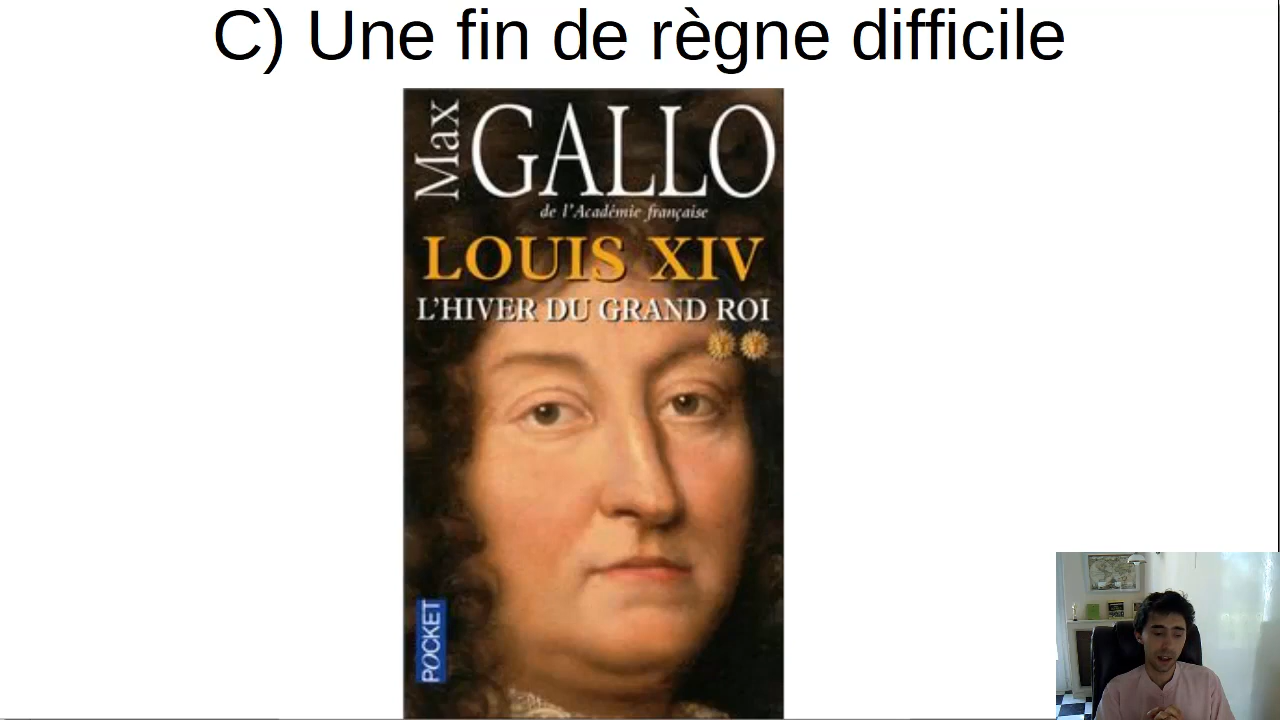 C) Une fin de règne difficile
Max
GALLO
de l'Académie française
LOUIS XIV
L'HIVER DU GRAND ROI
POCKET